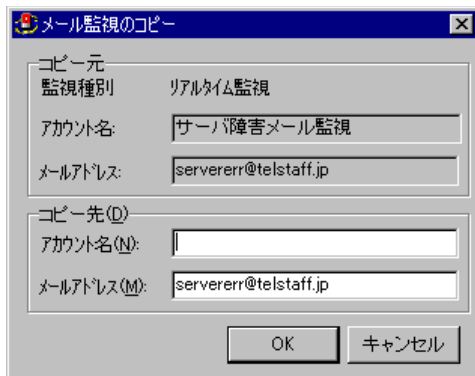 メール監視のコピー
コピー元
監視種別 リアルタイム監視
アカウント名: サーバ障害メール監視
メールアドレス: servererr@telstaff.jp
コピー先(D)
アカウント名(N):
メールアドレス(M): servererr@telstaff.jp
OK キャンセル